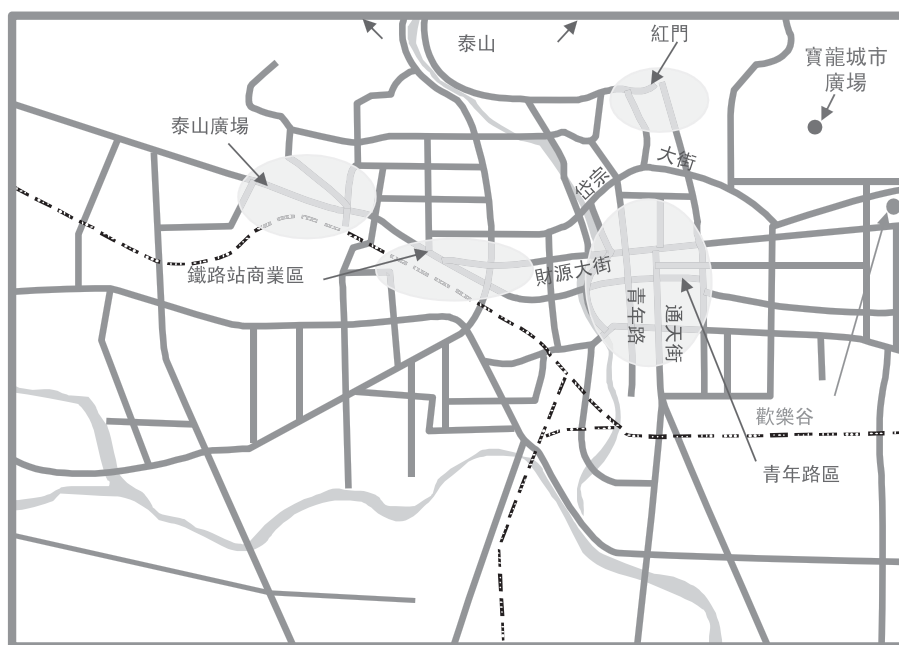 泰山
紅門
寶龍城市
廣場
泰山廣場
大街
岱宗
鐵路站商業區
財源大街
青年路
通天街
歡樂谷
青年路區